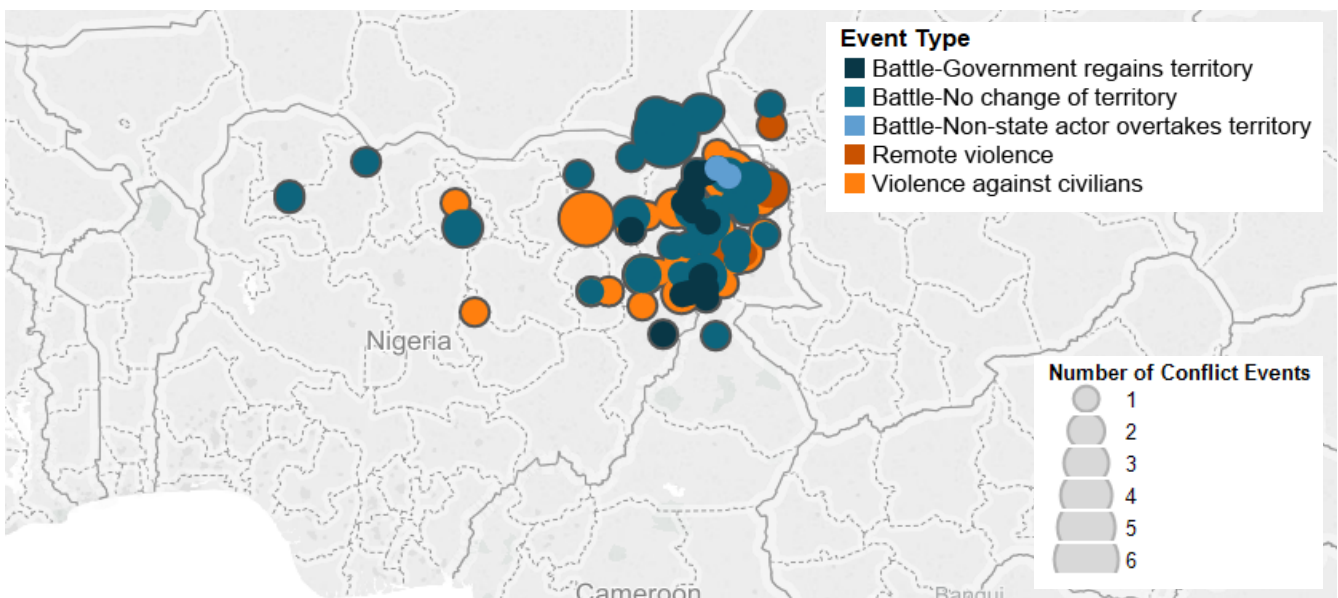 Event Type
Battle-Government regains territory
Battle-No change of territory
Battle-Non-state actor overtakes territory
Remote violence
Violence against civilians
Nigeria
Number of Conflict Events
1
2
3
4
5
6
Cameroon
Bangui